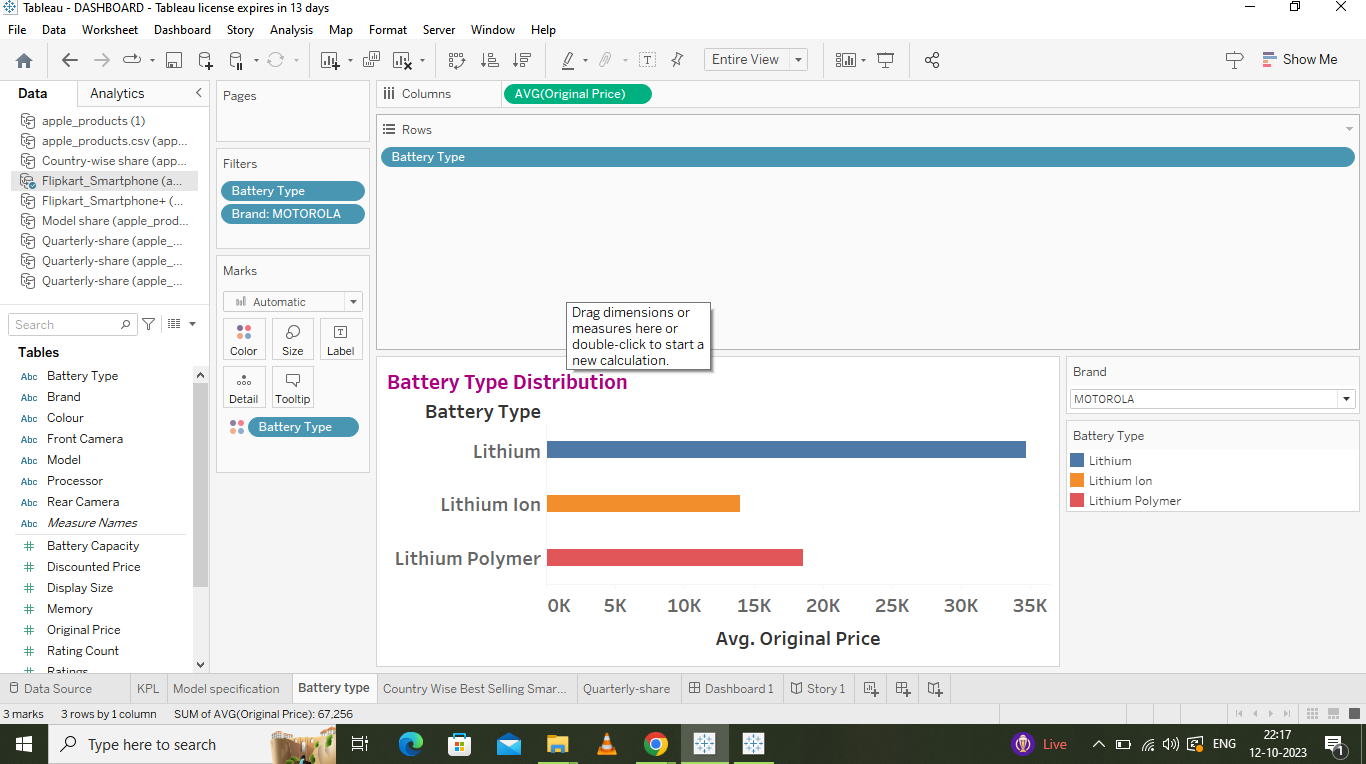 Tableau - DASHBOARD - Tableau license expires in 13 days
File Data Worksheet Dashboard Story Analysis Map Format Server Window Help
Entire View
Show Me
Data Analytics
apple_products (1)
apple_products.csv (app...
Country-wise share (app...
Flipkart_Smartphone (a...
Flipkart_Smartphone+ (...
Model share (apple_prod...
Quarterly-share (apple_...
Quarterly-share (apple_...
Quarterly-share (apple_...
Search
Tables
Abc Battery Type
Abc Brand
Abc Colour
Abc Front Camera
Abc Model
Abc Processor
Abc Rear Camera
Abc Measure Names
# Battery Capacity
# Discounted Price
# Display Size
# Memory
# Original Price
# Rating Count
# Ratings
Pages
Filters
Battery Type
Brand: MOTOROLA
Marks
Automatic
Color Size Label
Detail Tooltip
Battery Type
Columns AVG(Original Price)
Rows
Battery Type
Drag dimensions or
measures here or
double-click to start a
new calculation.
Battery Type Distribution
Battery Type
Lithium
Lithium Ion
Lithium Polymer
0K 5K 10K 15K 20K 25K 30K 35K
Avg. Original Price
Brand
MOTOROLA
Battery Type
Lithium
Lithium Ion
Lithium Polymer
Data Source KPL Model specification Battery type Country Wise Best Selling Smar... Quarterly-share Dashboard 1 Story 1
3 marks 3 rows by 1 column SUM of AVG(Original Price): 67,256
Type here to search
Live
ENG
22:17
12-10-2023
1